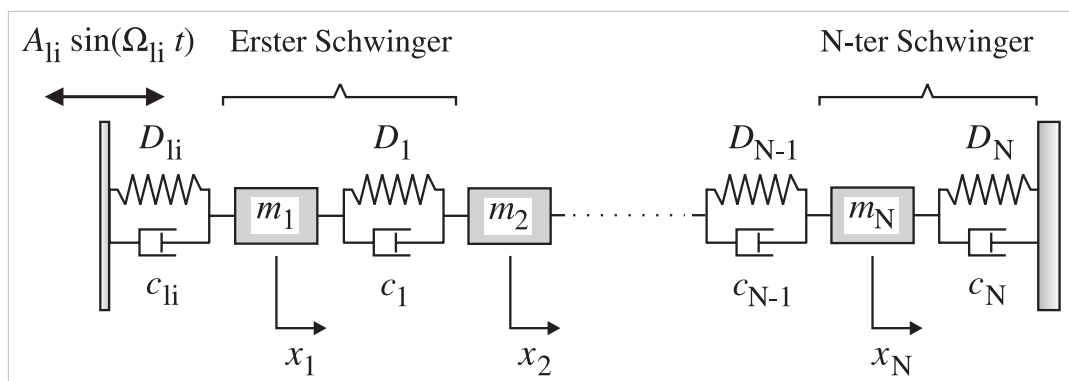 A_li sin(Ω_li t) Erster Schwinger N-ter Schwinger
D_li D_1 D_N-1 D_N
m_1 m_2 m_N
c_li c_1 c_N-1 c_N
x_1 x_2 x_N